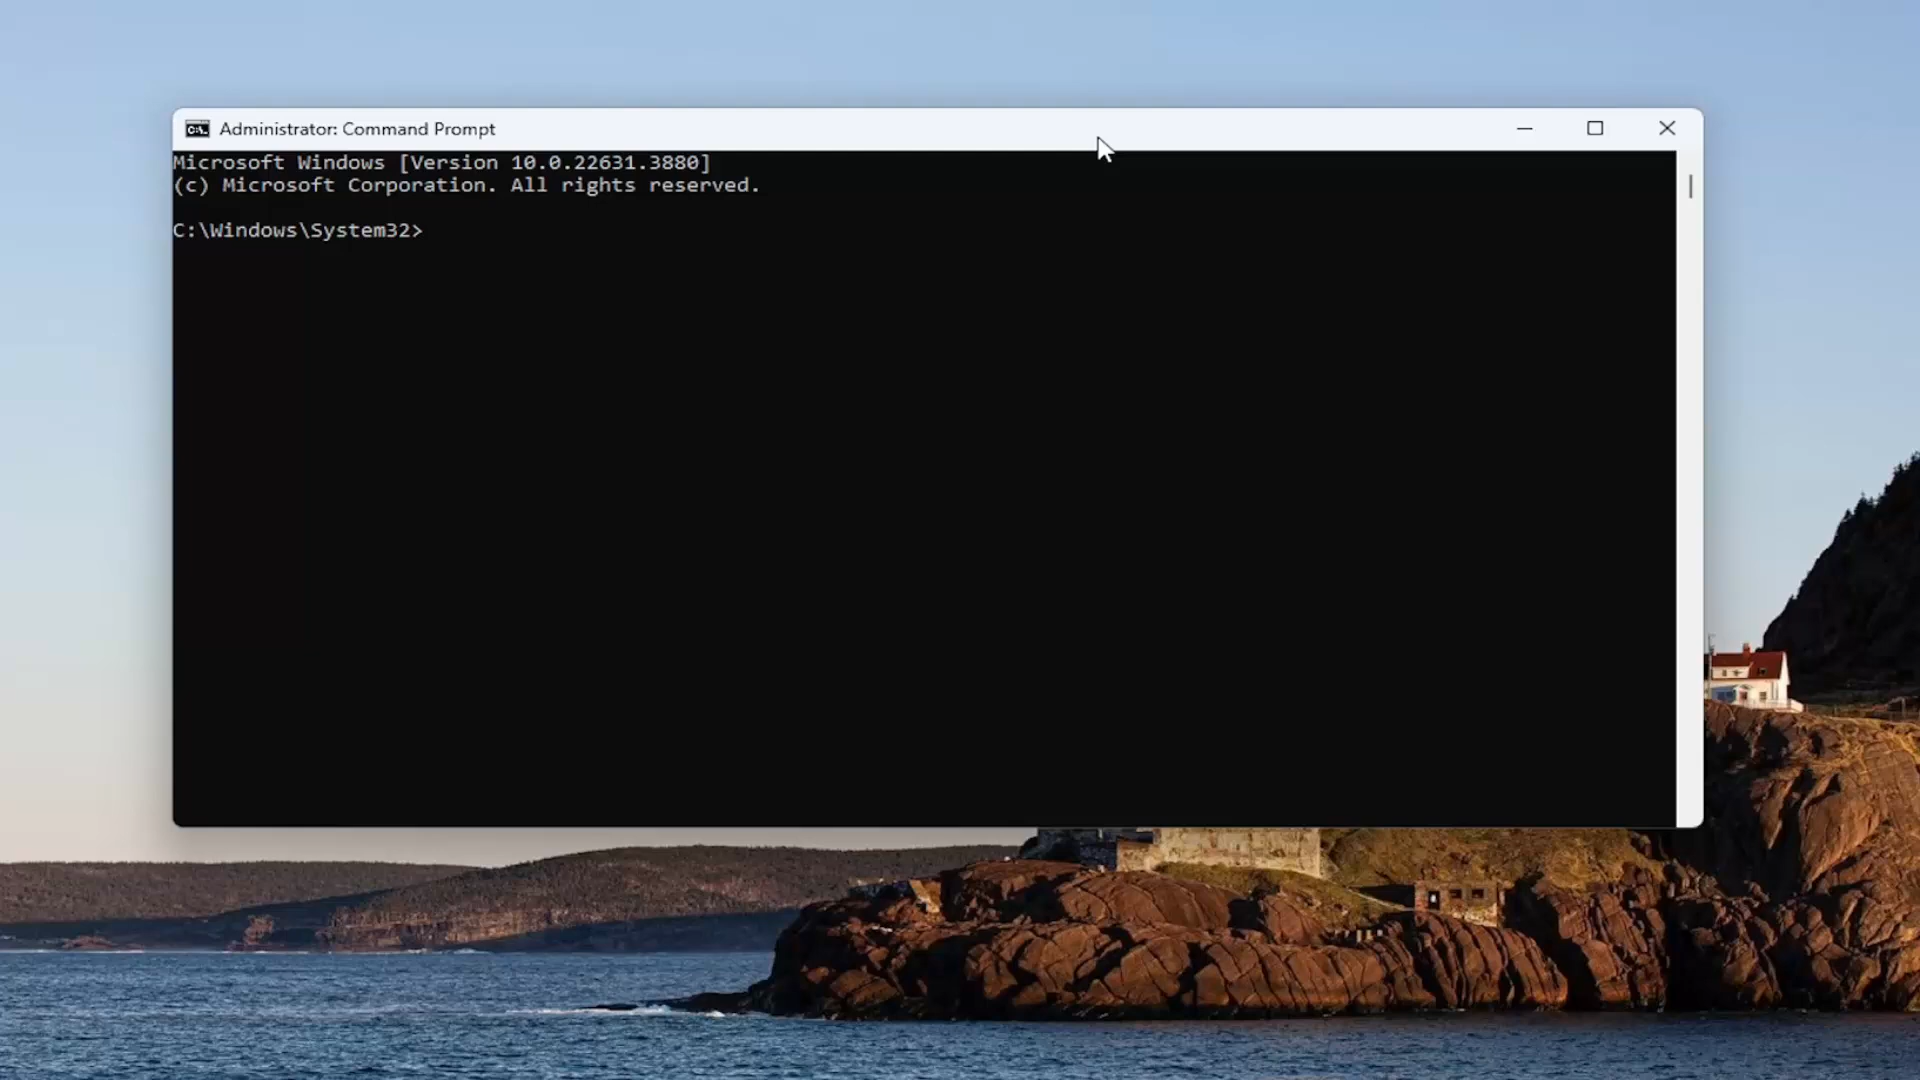 Administrator: Command Prompt
Microsoft Windows [Version 10.0.22631.3880]
(c) Microsoft Corporation. All rights reserved.
C:\Windows\System32>